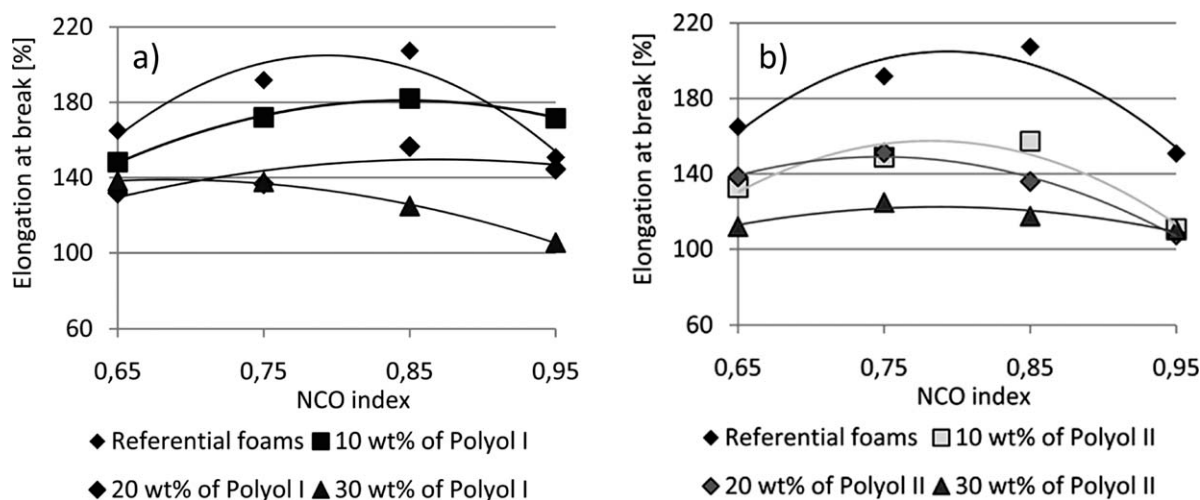 Elongation at break [%]
220
180
140
100
60
a)
0,65
0,75
0,85
0,95
NCO index
Referential foams
10 wt% of Polyol I
20 wt% of Polyol I
30 wt% of Polyol I
Elongation at break [%]
220
180
140
100
60
b)
0,65
0,75
0,85
0,95
NCO index
Referential foams
10 wt% of Polyol II
20 wt% of Polyol II
30 wt% of Polyol II